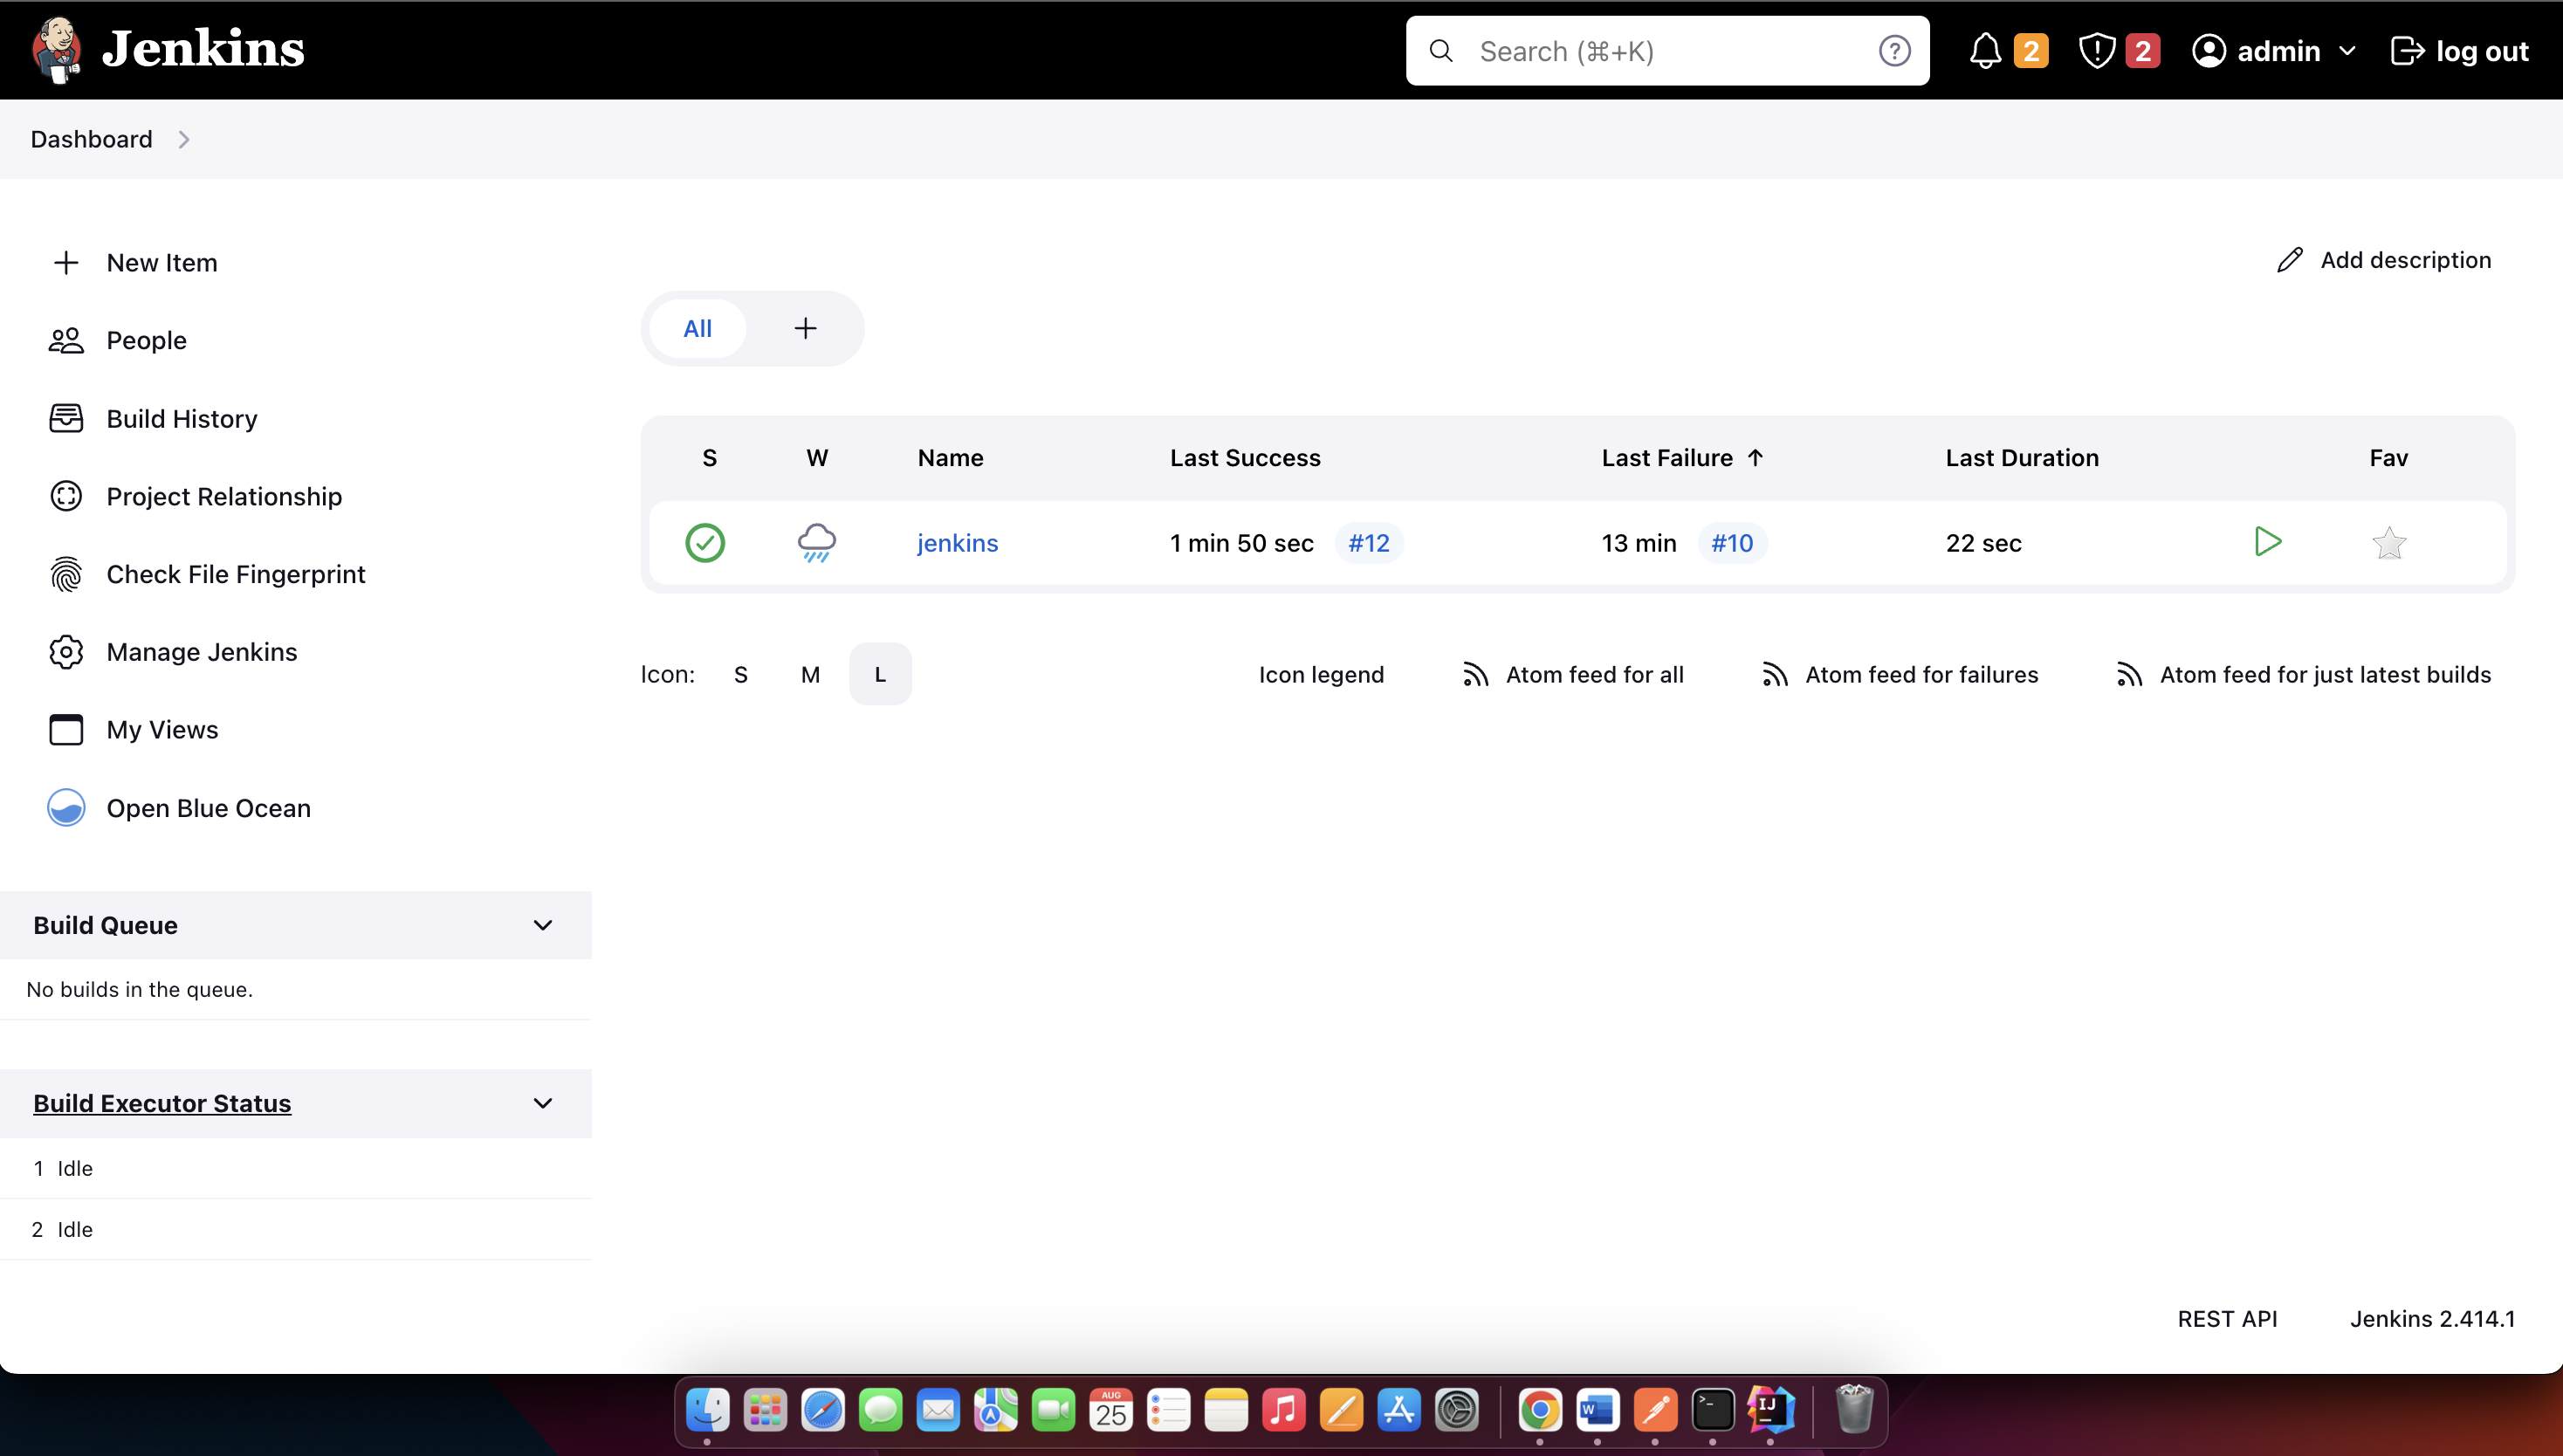 Jenkins
Search (⌘+K)
2
2
admin
log out
Dashboard
New Item
People
Build History
Project Relationship
Check File Fingerprint
Manage Jenkins
My Views
Open Blue Ocean
Build Queue
No builds in the queue.
Build Executor Status
1 Idle
2 Idle
Add description
All
S W Name Last Success Last Failure ↑ Last Duration Fav
jenkins 1 min 50 sec #12 13 min #10 22 sec
Icon: S M L
Icon legend
Atom feed for all
Atom feed for failures
Atom feed for just latest builds
REST API
Jenkins 2.414.1
AUG
25
W
>_
IJ